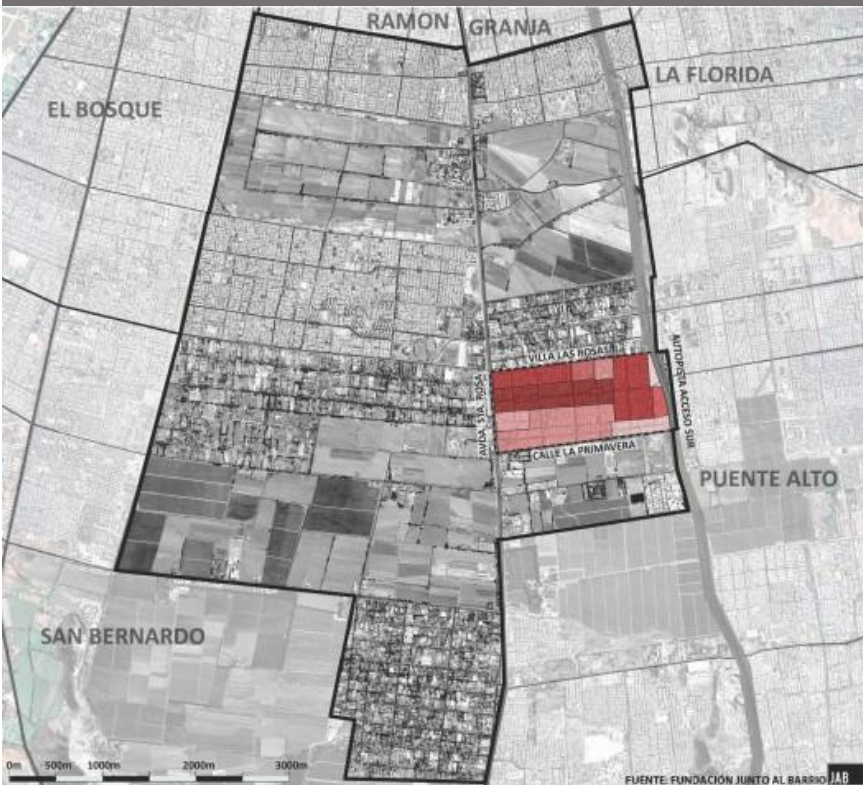 RAMON
GRANJA
LA FLORIDA
EL BOSQUE
VILLA LAS ROSAS
AVDA. STA. ROSA
AUTOPISTA ACCESO SUR
CALLE LA PRIMAVERA
PUENTE ALTO
SAN BERNARDO
0m 500m 1000m 2000m 3000m
FUENTE: FUNDACIÓN JUNTO AL BARRIO JAB